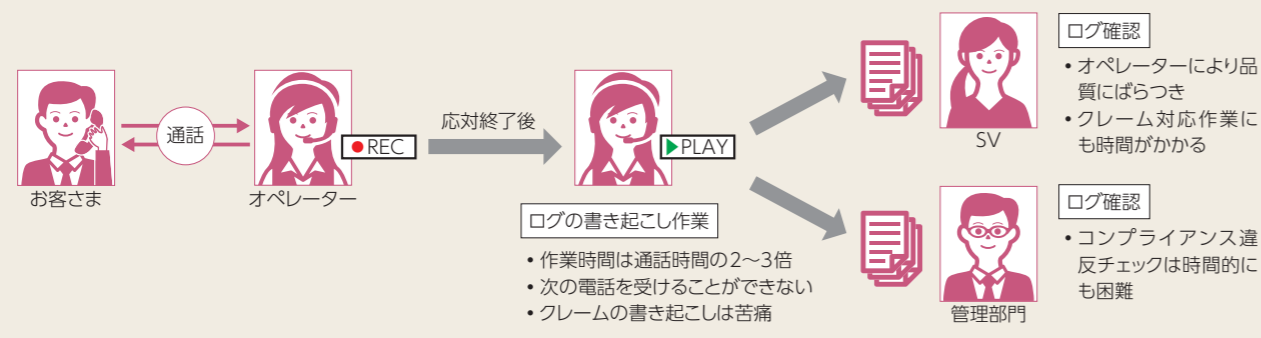 お客さま
通話
オペレーター
REC
応対終了後
PLAY
ログの書き起こし作業
• 作業時間は通話時間の2〜3倍
• 次の電話を受けることができない
• クレームの書き起こしは苦痛
SV
ログ確認
• オペレーターにより品
質にばらつき
• クレーム対応作業に
も時間がかかる
管理部門
ログ確認
• コンプライアンス違
反チェックは時間的に
も困難